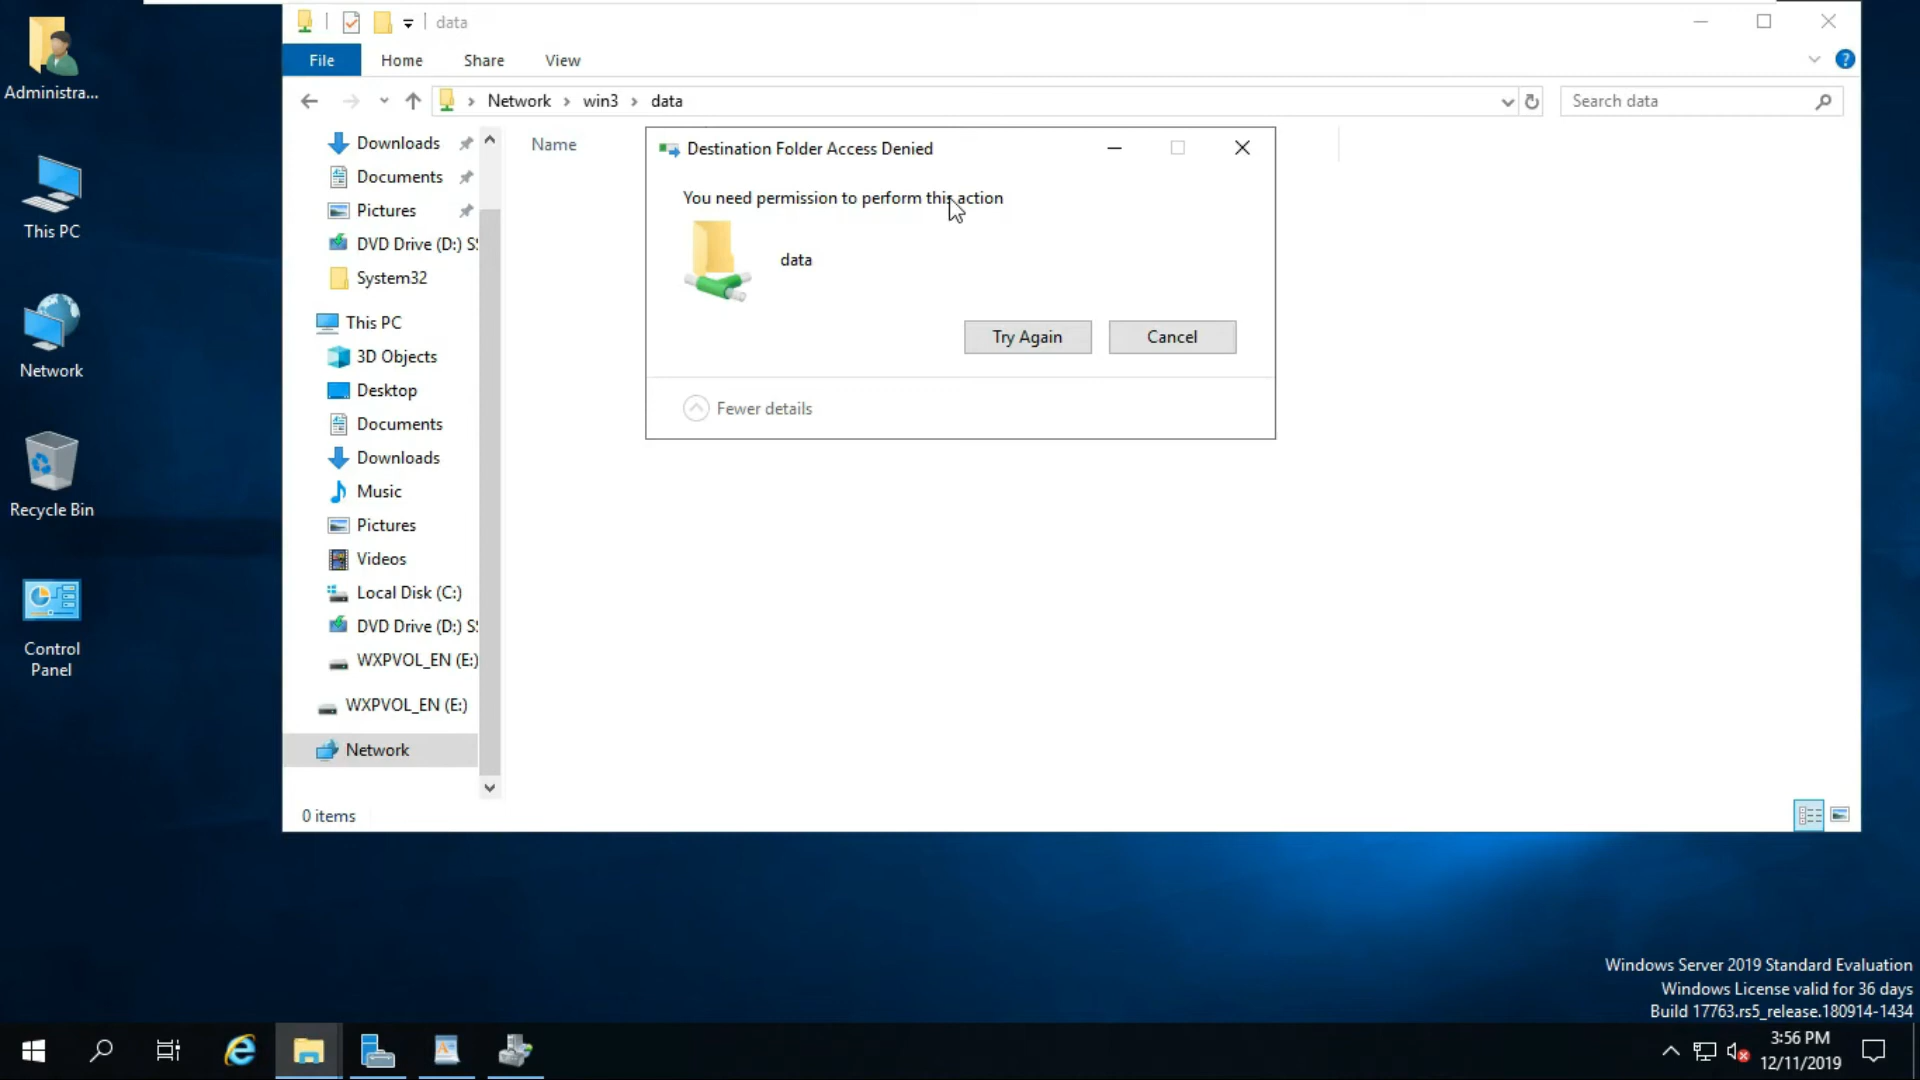 data
File
Home
Share
View
Network
win3
data
Search data
Administra...
This PC
Network
Recycle Bin
Control
Panel
Downloads
Documents
Pictures
DVD Drive (D:) S
System32
This PC
3D Objects
Desktop
Documents
Downloads
Music
Pictures
Videos
Local Disk (C:)
DVD Drive (D:) S
WXPVOL_EN (E:)
WXPVOL_EN (E:)
Network
Name
Destination Folder Access Denied
You need permission to perform this action
data
Try Again
Cancel
Fewer details
0 items
Windows Server 2019 Standard Evaluation
Windows License valid for 36 days
Build 17763.rs5_release.180914-1434
3:56 PM
12/11/2019